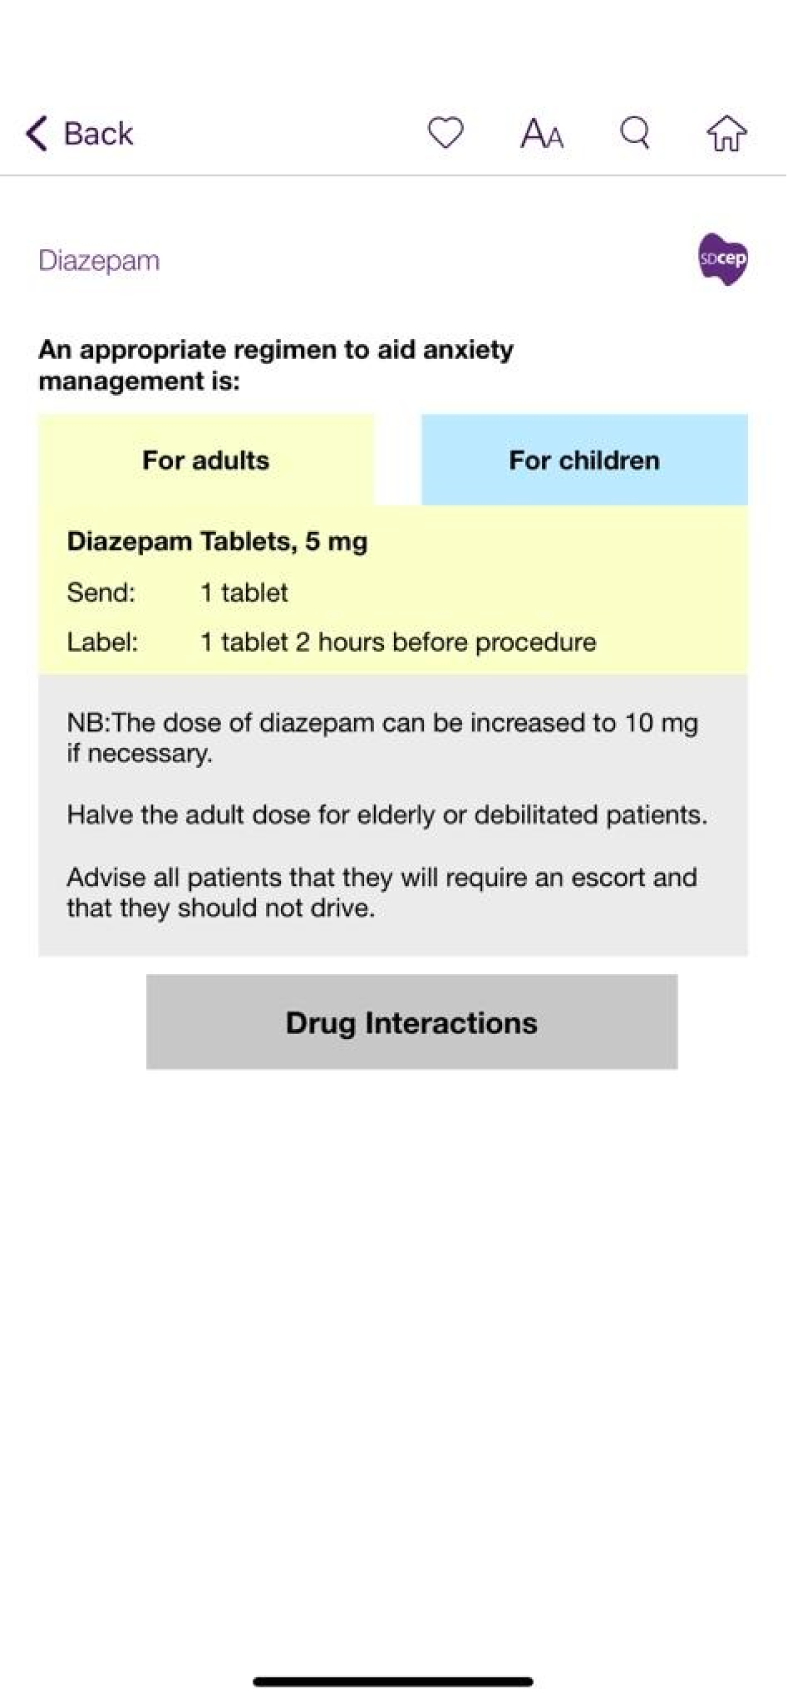 Back
AA
Diazepam
SDcep
An appropriate regimen to aid anxiety
management is:
For adults
For children
Diazepam Tablets, 5 mg
Send: 1 tablet
Label: 1 tablet 2 hours before procedure
NB:The dose of diazepam can be increased to 10 mg
if necessary.
Halve the adult dose for elderly or debilitated patients.
Advise all patients that they will require an escort and
that they should not drive.
Drug Interactions